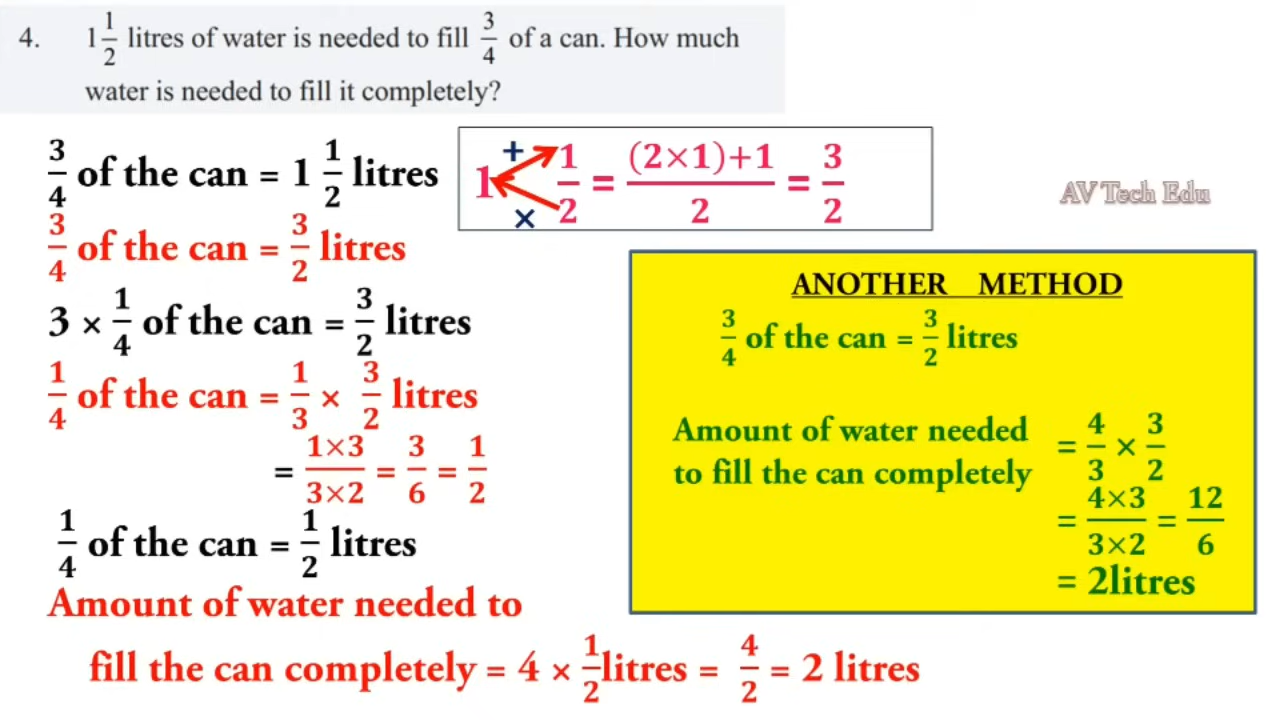 4. 1 1/2 litres of water is needed to fill 3/4 of a can. How much
water is needed to fill it completely?
3/4 of the can = 1 1/2 litres
1 1/2 = (2×1)+1/2 = 3/2
+
×
AV Tech Edu
3/4 of the can = 3/2 litres
3 × 1/4 of the can = 3/2 litres
1/4 of the can = 1/3 × 3/2 litres
= 1×3/3×2 = 3/6 = 1/2
1/4 of the can = 1/2 litres
Amount of water needed to
fill the can completely = 4 × 1/2 litres = 4/2 = 2 litres
ANOTHER METHOD
3/4 of the can = 3/2 litres
Amount of water needed
to fill the can completely = 4/3 × 3/2
= 4×3/3×2 = 12/6
= 2litres